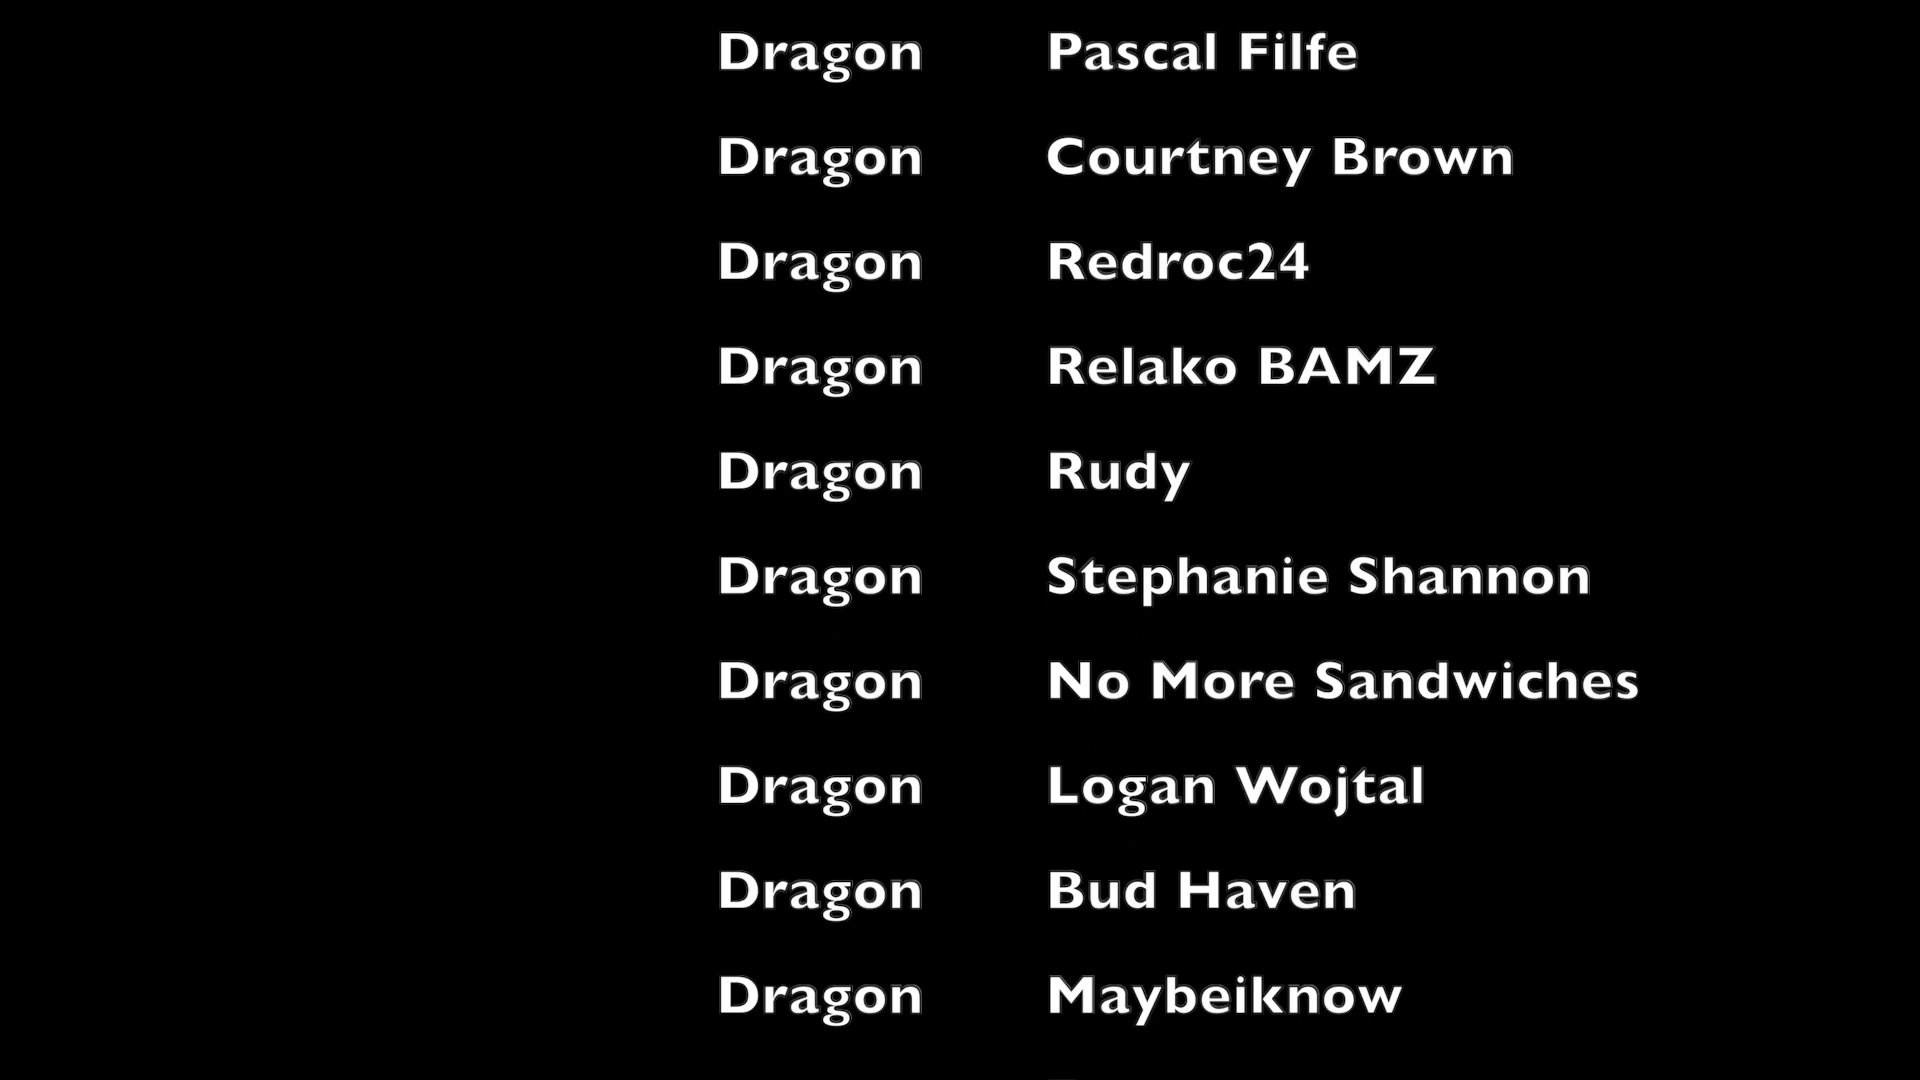 Dragon Pascal Filfe
Dragon Courtney Brown
Dragon Redroc24
Dragon Relako BAMZ
Dragon Rudy
Dragon Stephanie Shannon
Dragon No More Sandwiches
Dragon Logan Wojtal
Dragon Bud Haven
Dragon Maybeiknow